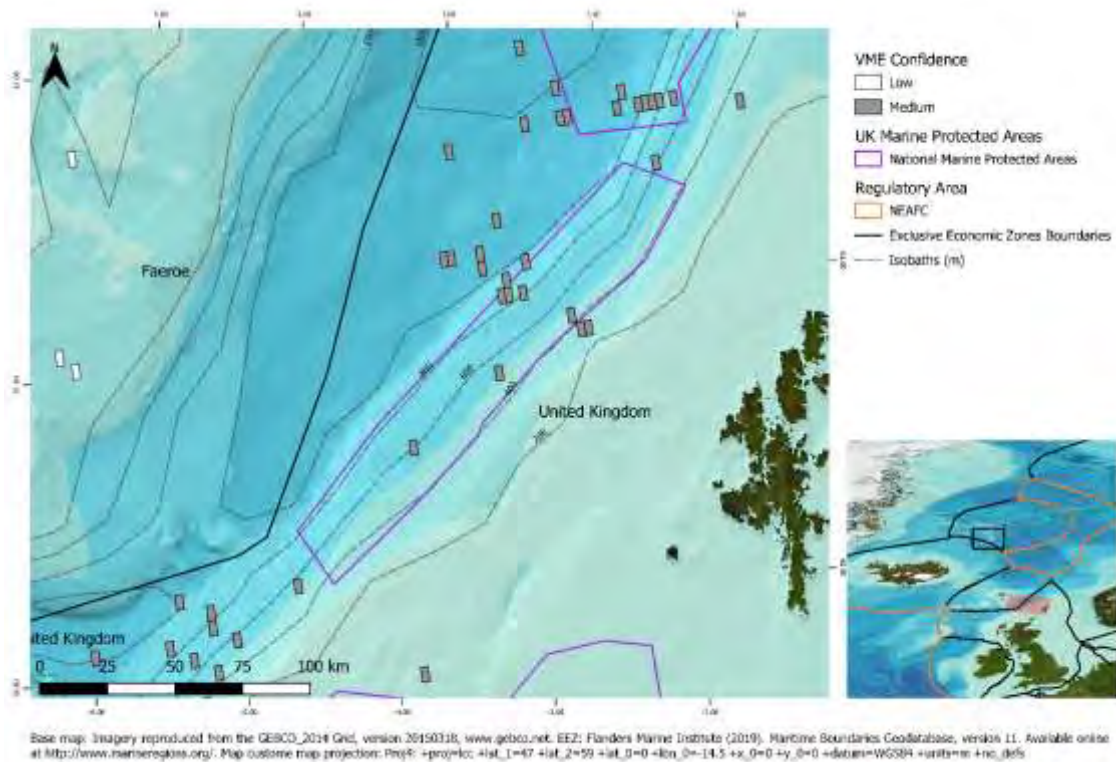 N
Faeroe
United Kingdom
ited Kingdom
0
25
50
75
100 km
VME Confidence
Low
Medium
UK Marine Protected Areas
National Marine Protected Areas
Regulatory Area
NEAFC
Exclusive Economic Zones Boundaries
Isobaths (m)
Base map: Imagery reproduced from the GEBCO_2014 Grid, version 20150318, www.gebco.net. EEZ: Flanders Marine Institute (2019). Maritime Boundaries Geodatabase, version 11. Available online
at http://www.marineregions.org/. Map custome map projection: Proj4: +proj=lcc +lat_1=47 +lat_2=59 +lat_0=0 +lon_0=-14.5 +x_0=0 +y_0=0 +datum=WGS84 +units=m +no_defs